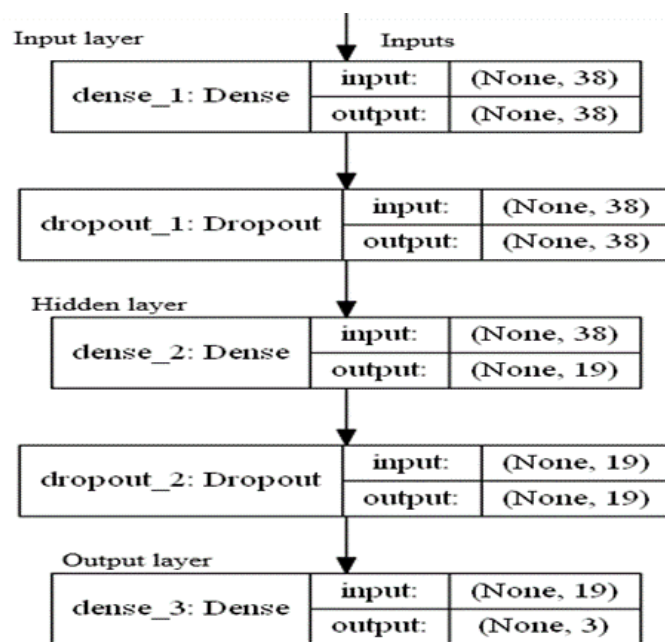 Input layer
Inputs
dense_1: Dense
input:
(None, 38)
output:
(None, 38)
dropout_1: Dropout
input:
(None, 38)
output:
(None, 38)
Hidden layer
dense_2: Dense
input:
(None, 38)
output:
(None, 19)
dropout_2: Dropout
input:
(None, 19)
output:
(None, 19)
Output layer
dense_3: Dense
input:
(None, 19)
output:
(None, 3)